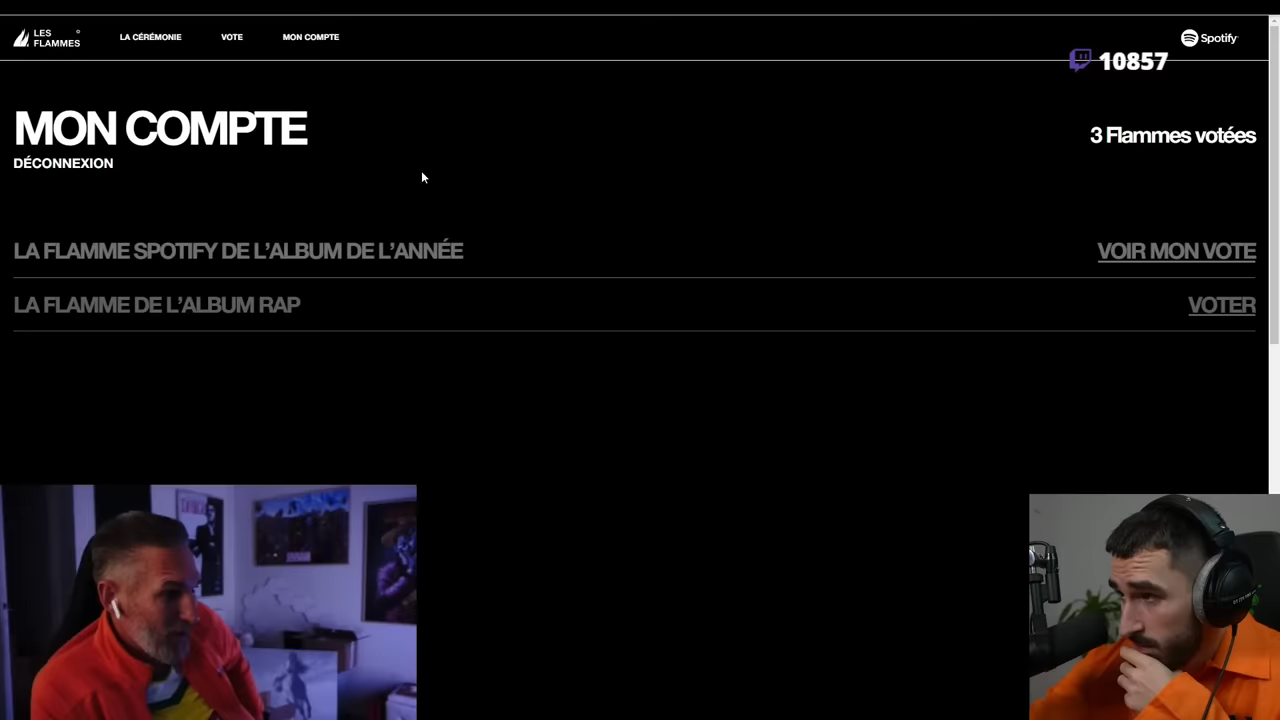 LES
FLAMMES
LA CÉRÉMONIE
VOTE
MON COMPTE
Spotify
10857
MON COMPTE
3 Flammes votées
DÉCONNEXION
LA FLAMME SPOTIFY DE L’ALBUM DE L’ANNÉE
VOIR MON VOTE
LA FLAMME DE L’ALBUM RAP
VOTER